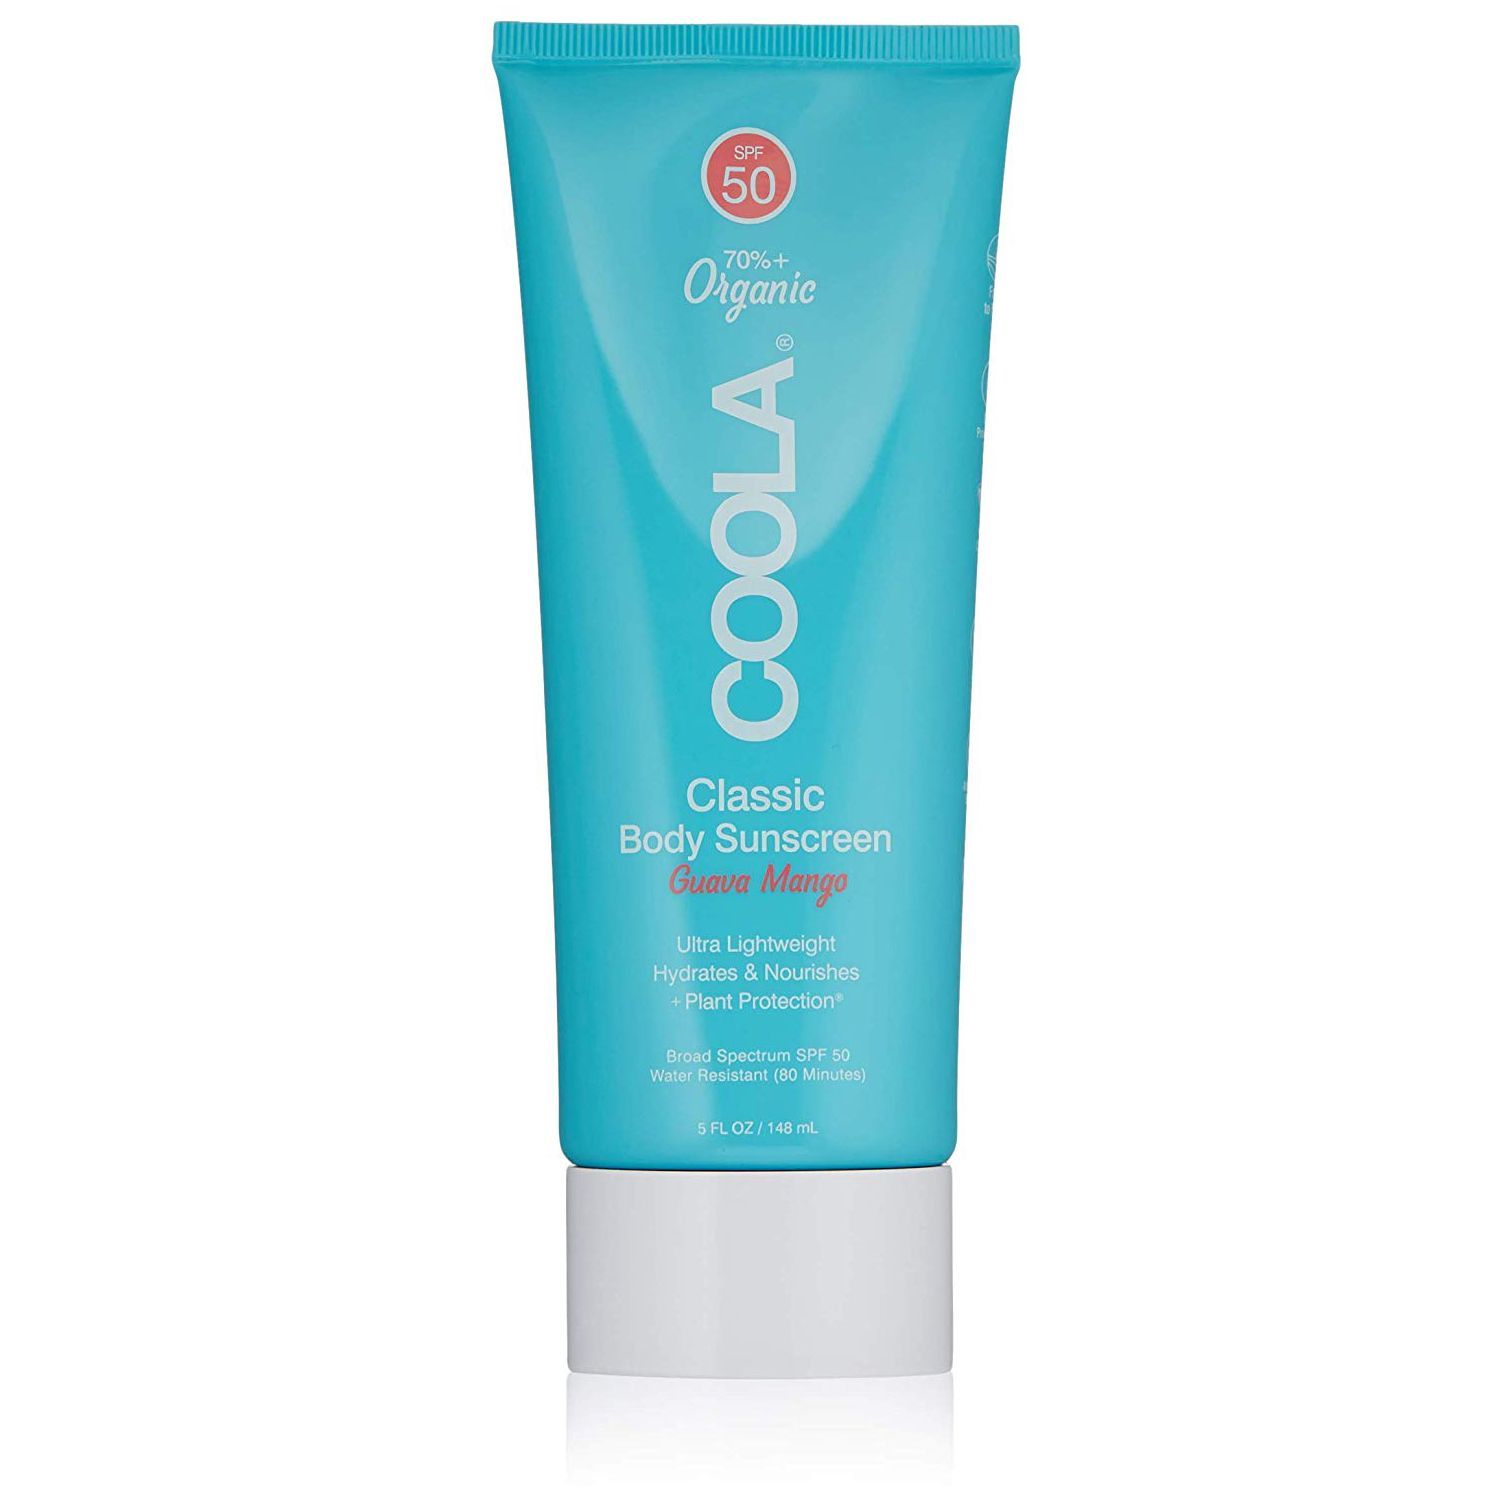 SPF
50
70%+
Organic
COOLA®
Classic
Body Sunscreen
Guava Mango
Ultra Lightweight
Hydrates & Nourishes
+Plant Protection®
Broad Spectrum SPF 50
Water Resistant (80 Minutes)
5 FL OZ / 148 mL